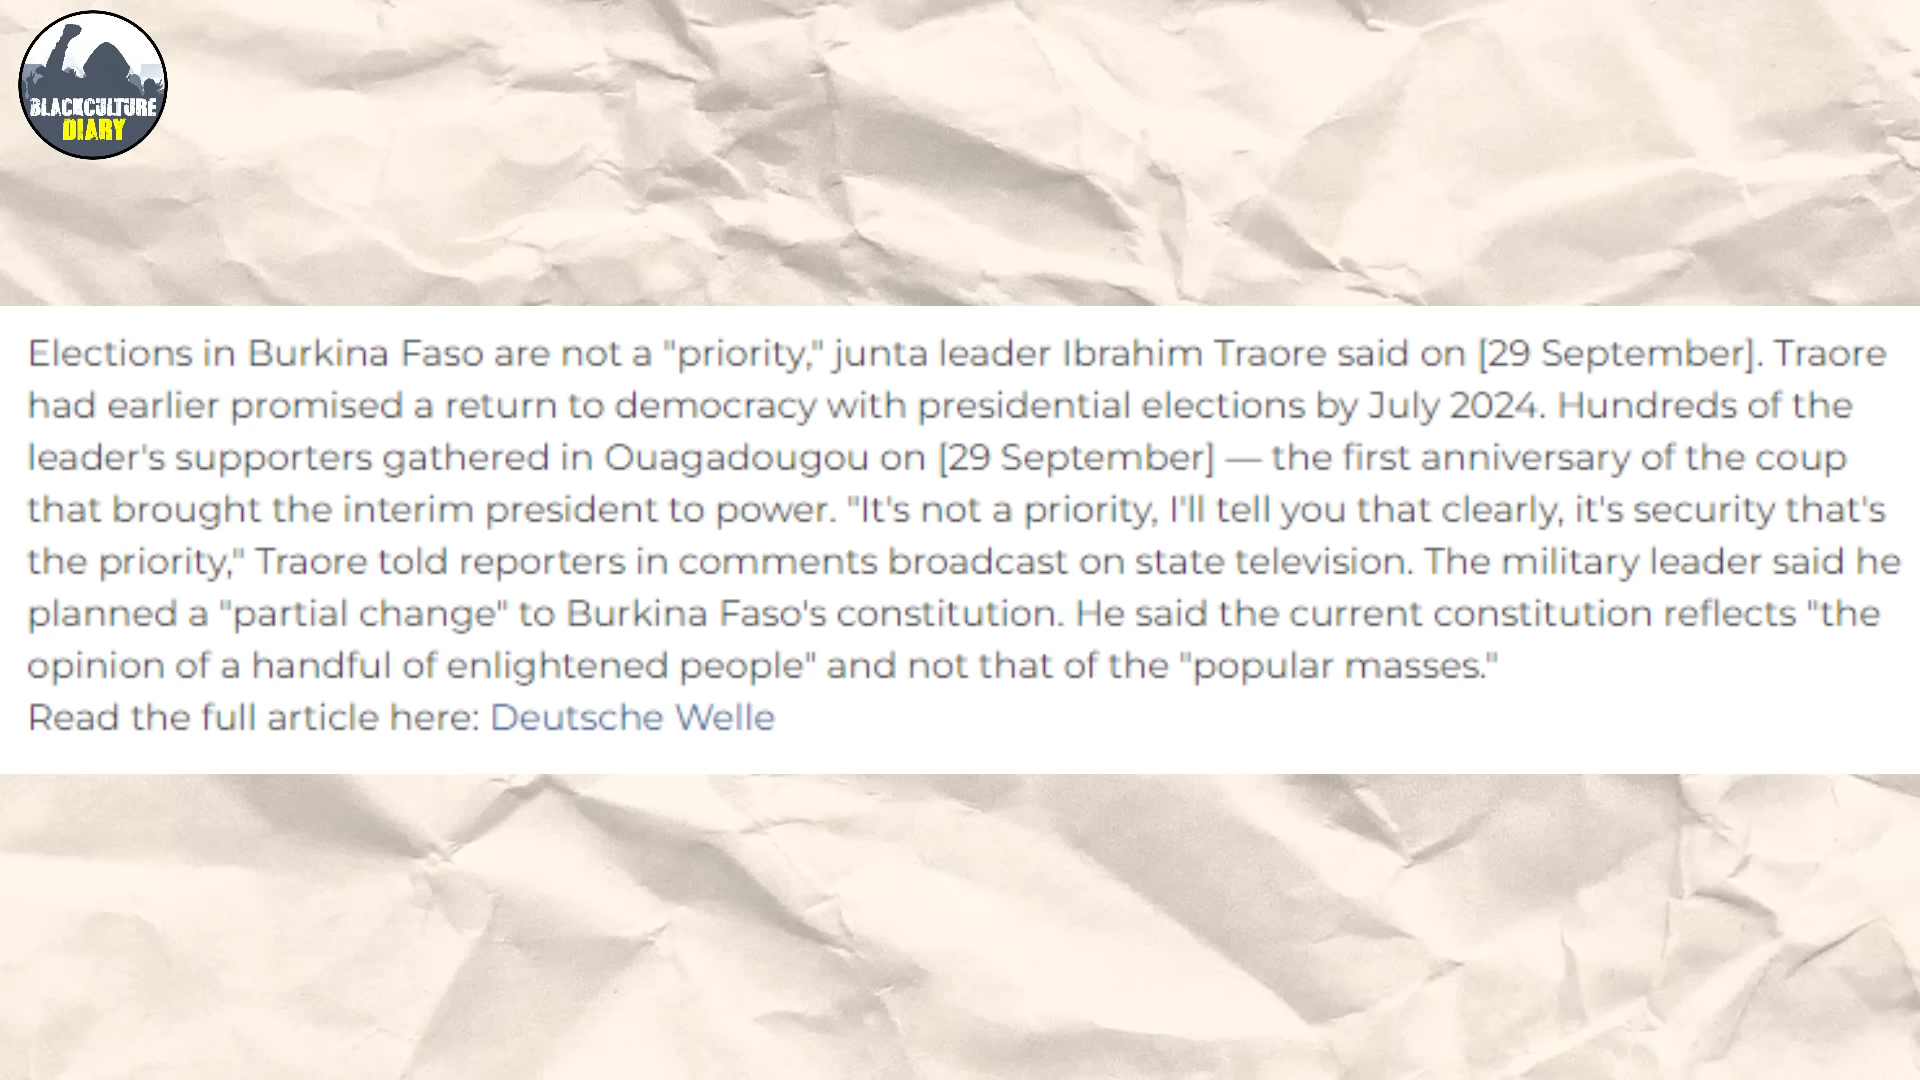 BLACKCULTURE
DIARY
Elections in Burkina Faso are not a "priority," junta leader Ibrahim Traore said on [29 September]. Traore
had earlier promised a return to democracy with presidential elections by July 2024. Hundreds of the
leader's supporters gathered in Ouagadougou on [29 September] — the first anniversary of the coup
that brought the interim president to power. "It's not a priority, I'll tell you that clearly, it's security that's
the priority," Traore told reporters in comments broadcast on state television. The military leader said he
planned a "partial change" to Burkina Faso's constitution. He said the current constitution reflects "the
opinion of a handful of enlightened people" and not that of the "popular masses."
Read the full article here: Deutsche Welle